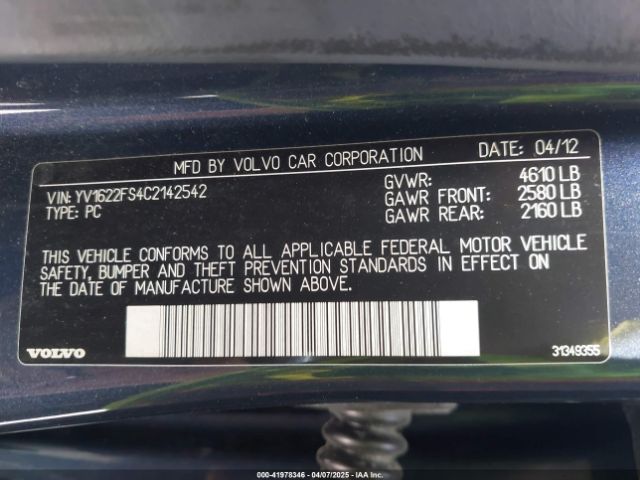 MFD BY VOLVO CAR CORPORATION DATE: 04/12
VIN: YV1622FS4C2142542 GVWR: 4610 LB
TYPE: PC GAWR FRONT: 2580 LB
GAWR REAR: 2160 LB
THIS VEHICLE CONFORMS TO ALL APPLICABLE FEDERAL MOTOR VEHICLE
SAFETY, BUMPER AND THEFT PREVENTION STANDARDS IN EFFECT ON
THE DATE OF MANUFACTURE SHOWN ABOVE.
VOLVO 31349355
000-41978346 - 04/07/2025 - IAA Inc.